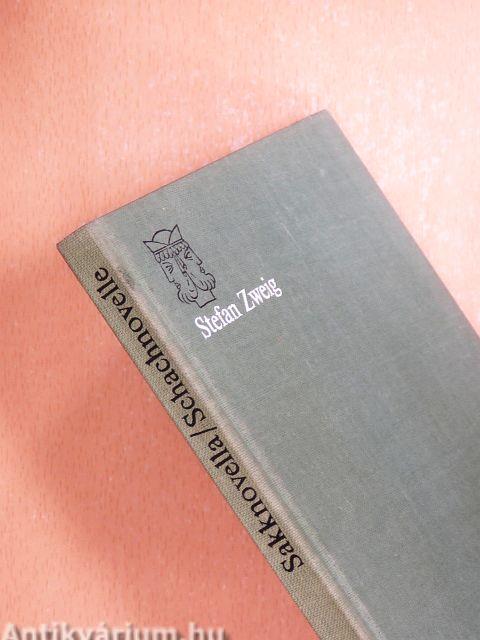 Stefan Zweig
Sakknovella/Schachnovelle
Antikvárium.hu